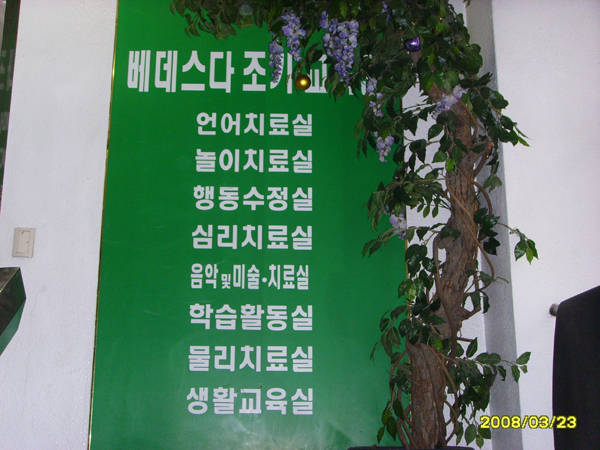 베데스다 조기교
언어치료실
놀이치료실
행동수정실
심리치료실
음악 및 미술·치료실
학습활동실
물리치료실
생활교육실
2008/03/23